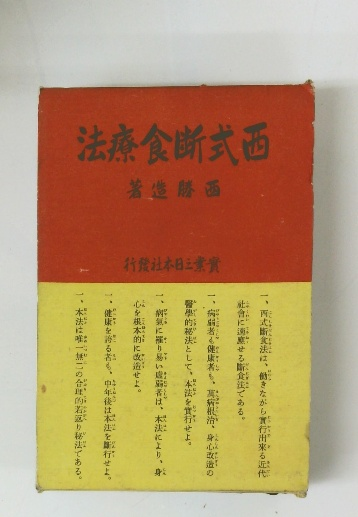 西式断食療法
西勝造著
實業之日本社發行
一、西式斷食法は、働きながら實行出來る近代
社會に適應せる斷食法である。
一、病弱者も健康者も、萬病根治、身心改造の
醫學的秘法として、本法を實行せよ。
一、病氣に罹り易い虚弱者は、本法により、身
心を根本的に改造せよ。
一、健康を誇る者も、中年後は本法を斷行せよ。
一、本法は唯一無二の合理的若返り秘法である。